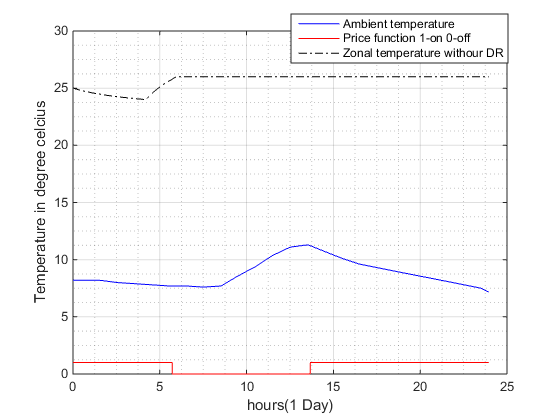 Ambient temperature
Price function 1-on 0-off
Zonal temperature withour DR
30
25
20
15
10
5
0
Temperature in degree celcius
0 5 10 15 20 25
hours(1 Day)